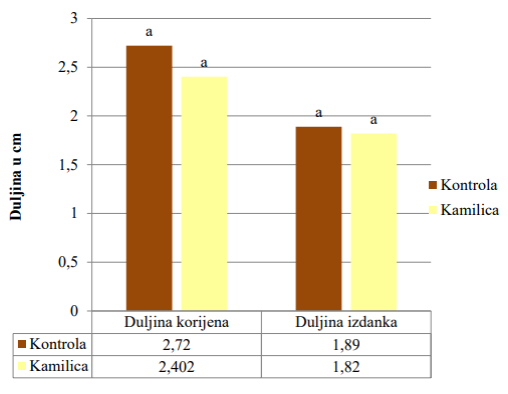 3
2,5
2
1,5
1
0,5
0
Duljina u cm
a
a
a
a
Kontrola
Kamilica
Duljina korijena Duljina izdanka
Kontrola 2,72 1,89
Kamilica 2,402 1,82